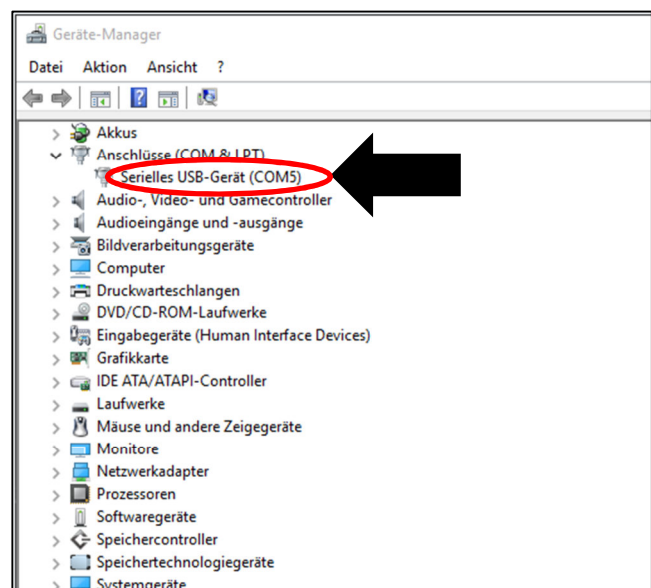 Geräte-Manager
Datei Aktion Ansicht ?
Akkus
Anschlüsse (COM & LPT)
Serielles USB-Gerät (COM5)
Audio-, Video- und Gamecontroller
Audioeingänge und -ausgänge
Bildverarbeitungsgeräte
Computer
Druckwarteschlangen
DVD/CD-ROM-Laufwerke
Eingabegeräte (Human Interface Devices)
Grafikkarte
IDE ATA/ATAPI-Controller
Laufwerke
Mäuse und andere Zeigegeräte
Monitore
Netzwerkadapter
Prozessoren
Softwaregeräte
Speichercontroller
Speichertechnologiegeräte
Systemgeräte